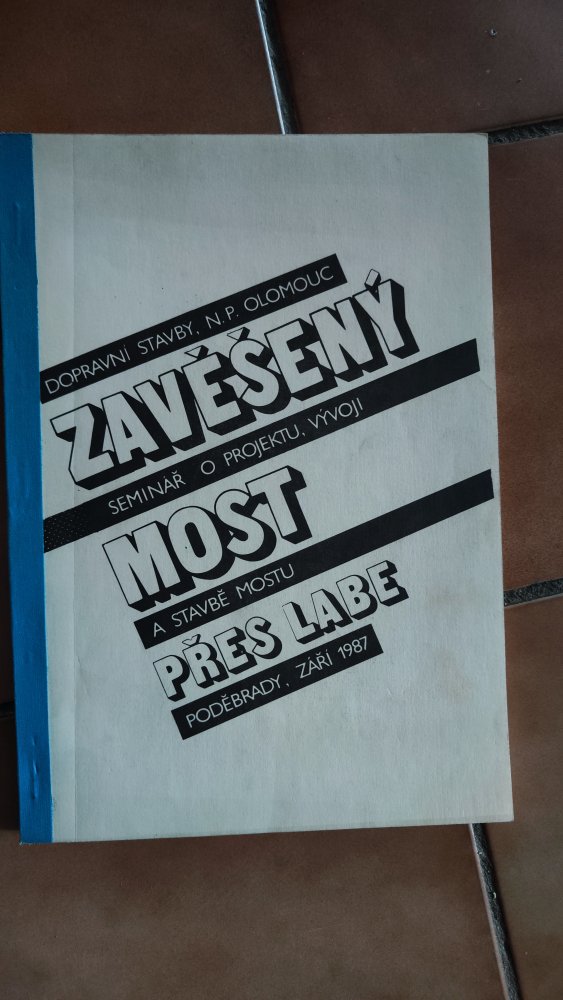 DOPRAVNÍ STAVBY, N.P. OLOMOUC
ZAVĚŠENÝ
SEMINÁŘ O PROJEKTU, VÝVOJI
MOST
A STAVBĚ MOSTU
PŘES LABE
PODĚBRADY, ZÁŘÍ 1987